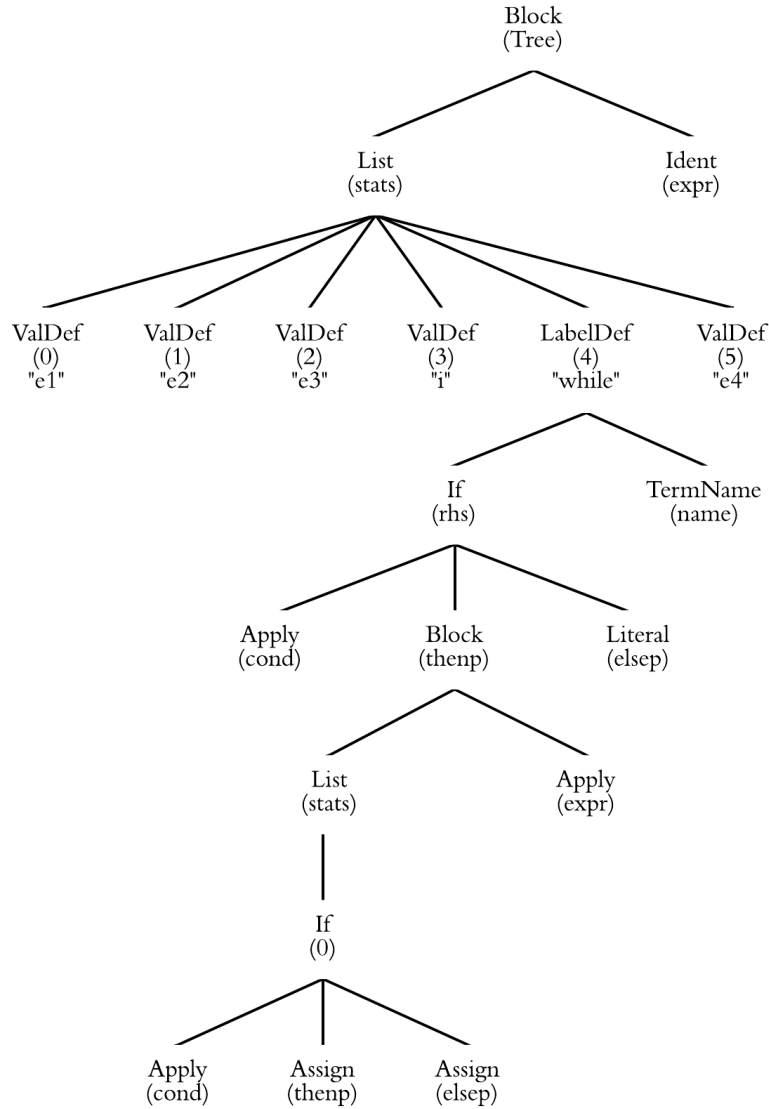 Block
(Tree)
List
(stats)
Ident
(expr)
ValDef
(0)
"e1"
ValDef
(1)
"e2"
ValDef
(2)
"e3"
ValDef
(3)
"i"
LabelDef
(4)
"while"
ValDef
(5)
"e4"
If
(rhs)
TermName
(name)
Apply
(cond)
Block
(thenp)
Literal
(elsep)
List
(stats)
Apply
(expr)
If
(0)
Apply
(cond)
Assign
(thenp)
Assign
(elsep)